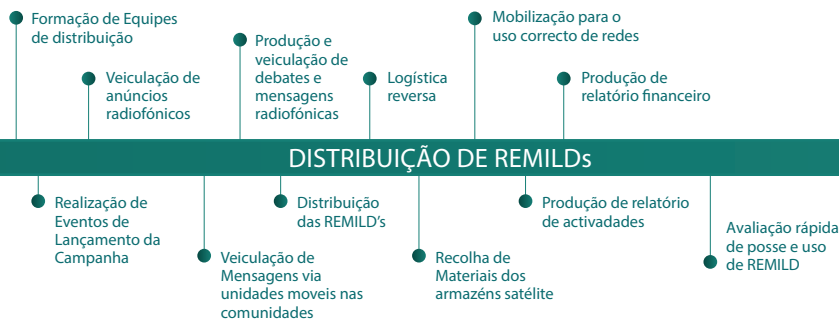 Formação de Equipes
de distribuição
Veiculação de
anúncios
radiofónicos
Produção e
veiculação de
debates e
mensagens
radiofónicas
Logística
reversa
Mobilização para o
uso correcto de redes
Produção de
relatório financeiro
DISTRIBUIÇÃO DE REMILDs
Realização de
Eventos de
Lançamento da
Campanha
Veiculação de
Mensagens via
unidades moveis nas
comunidades
Distribuição
das REMILD's
Recolha de
Materiais dos
armazéns satélite
Produção de relatório
de activadades
Avaliação rápida
de posse e uso
de REMILD